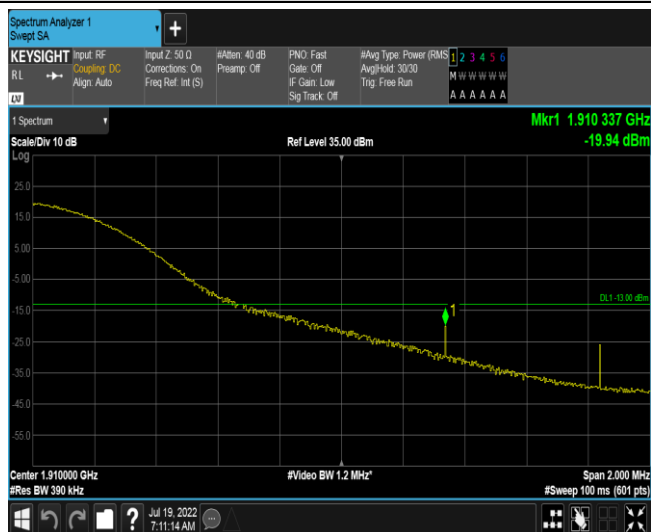 Spectrum Analyzer 1
Swept SA
+
KEYSIGHT
RL
LXI
Input: RF
Coupling: DC
Align: Auto
Input Z: 50 Ω
Corrections: On
Freq Ref: Int (S)
#Atten: 40 dB
Preamp: Off
PNO: Fast
Gate: Off
IF Gain: Low
Sig Track: Off
#Avg Type: Power (RMS
Avg|Hold: 30/30
Trig: Free Run
1 2 3 4 5 6
M W W W W W
A A A A A A
1 Spectrum
Mkr1 1.910 337 GHz
Scale/Div 10 dB
Ref Level 35.00 dBm
-19.94 dBm
Log
25.0
15.0
5.00
-5.00
DL1 -13.00 dBm
1
-15.0
-25.0
-35.0
-45.0
-55.0
Center 1.910000 GHz
#Video BW 1.2 MHz*
Span 2.000 MHz
#Res BW 390 kHz
#Sweep 100 ms (601 pts)
?
Jul 19, 2022
7:11:14 AM